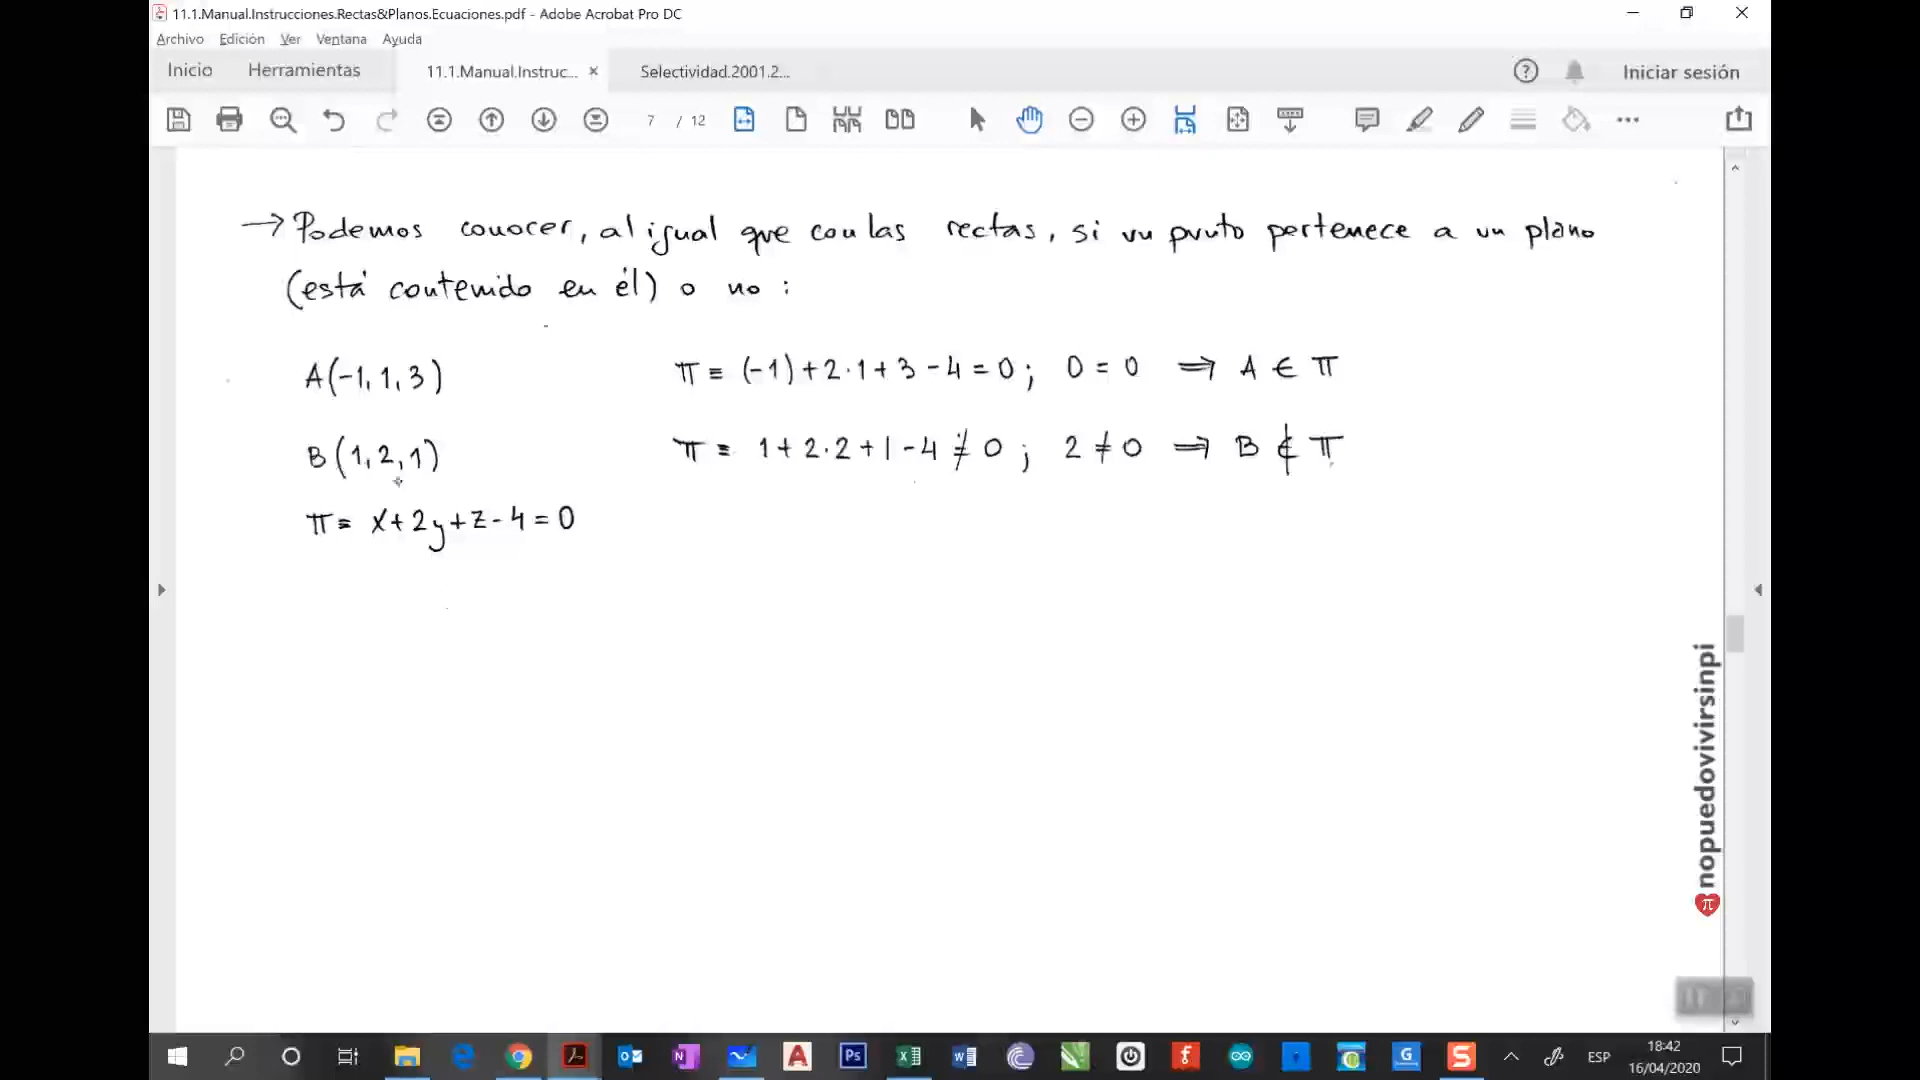 11.1.Manual.Instrucciones.Rectas&Planos.Ecuaciones.pdf - Adobe Acrobat Pro DC
Archivo Edición Ver Ventana Ayuda
Inicio Herramientas 11.1.Manual.Instruc... × Selectividad.2001.2... Iniciar sesión
7 / 12
→ Podemos conocer, al igual que con las rectas, si un punto pertenece a un plano
(está contenido en él) o no :
A(-1, 1, 3) π ≡ (-1) + 2·1 + 3 - 4 = 0 ; 0 = 0 ⟹ A ∈ π
B(1, 2, 1) π ≡ 1 + 2·2 + 1 - 4 ≠ 0 ; 2 ≠ 0 ⟹ B ∉ π
π ≡ x + 2y + z - 4 = 0
nopuedovivirsinpi
π
ESP
18:42
16/04/2020